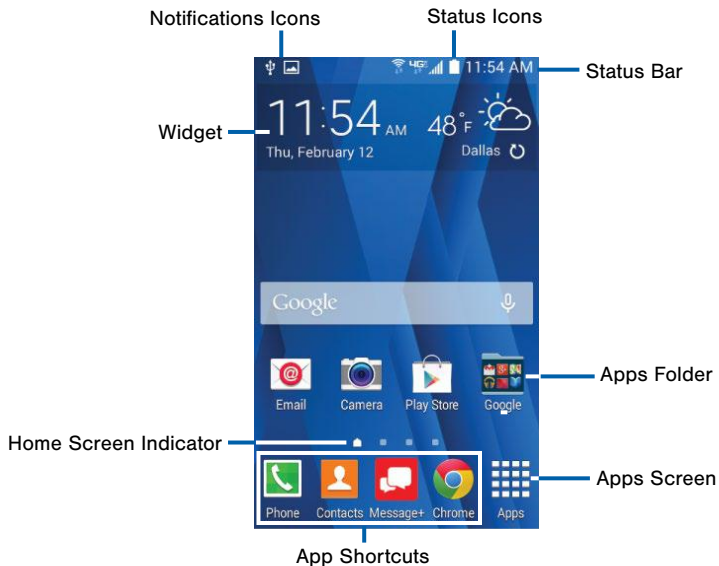 Notifications Icons
Status Icons
4G 11:54 AM
Status Bar
Widget
11:54 AM 48°F
Thu, February 12
Dallas
Google
Email Camera Play Store Google
Apps Folder
Home Screen Indicator
Phone Contacts Message+ Chrome Apps
Apps Screen
App Shortcuts